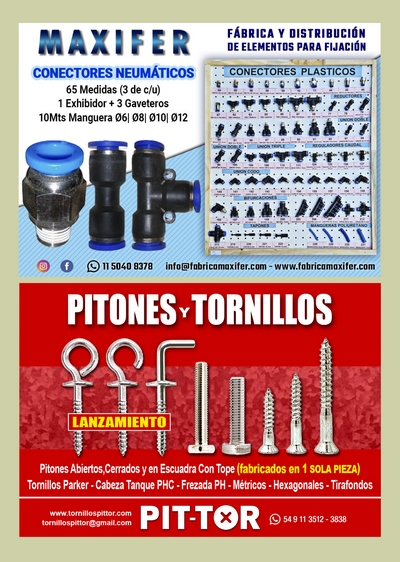 MAXIFER
FÁBRICA Y DISTRIBUCIÓN
DE ELEMENTOS PARA FIJACIÓN
CONECTORES NEUMÁTICOS
65 Medidas (3 de c/u)
1 Exhibidor + 3 Gaveteros
10Mts Manguera Ø6| Ø8| Ø10| Ø12
CONECTORES PLASTICOS
REDUCTORES
UNION DOBLE
UNION DOBLE
UNION TRIPLE
REGULADORES CAUDAL
UNION CODO
BIFURCACIONES
TAPONES
MANGUERAS POLIURETANO
11 5040 8378
info@fabricamaxifer.com - www.fabricamaxifer.com
PITONES Y TORNILLOS
LANZAMIENTO
Pitones Abiertos,Cerrados y en Escuadra Con Tope (fabricados en 1 SOLA PIEZA)
Tornillos Parker - Cabeza Tanque PHC - Frezada PH - Métricos - Hexagonales - Tirafondos
www.tornillospittor.com
tornillospittor@gmail.com
PIT-TOR
54 9 11 3512 - 3838